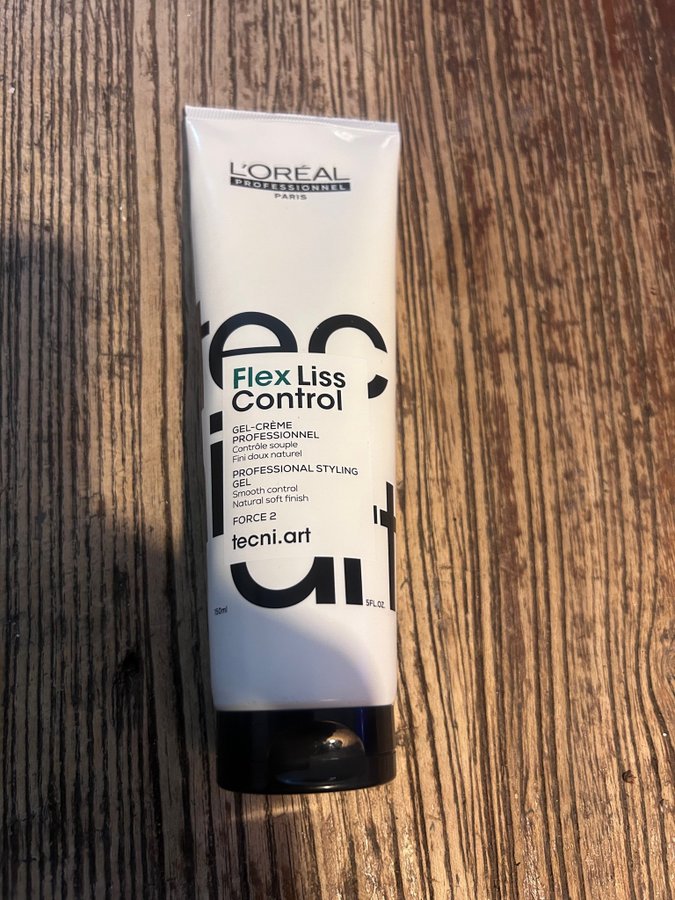 L'ORÉAL
PROFESSIONNEL
PARIS
tec
Flex Liss
Control
GEL-CRÈME
PROFESSIONNEL
Contrôle souple
Fini doux naturel
PROFESSIONAL STYLING
GEL
Smooth control
Natural soft finish
FORCE 2
tecni.art
150ml
5FL.OZ.